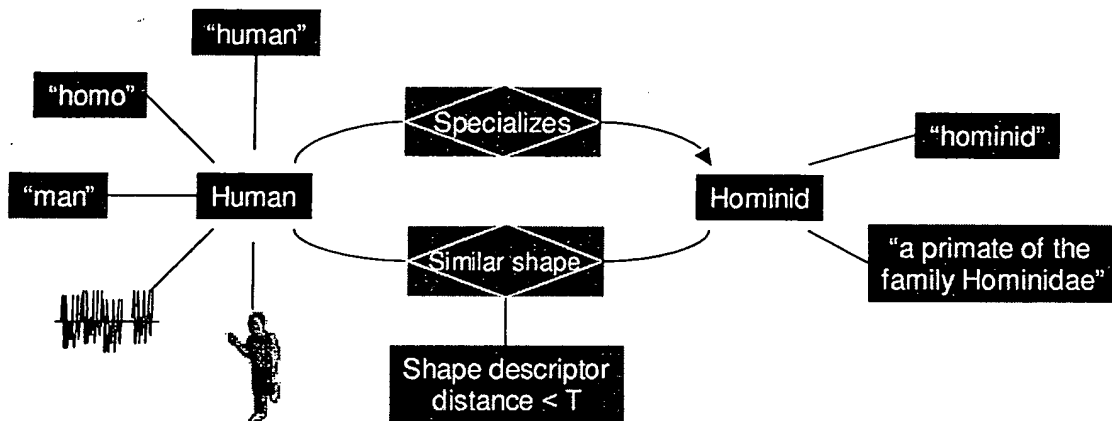 “human”
“homo”
Specializes
“hominid”
“man”
Human
Hominid
Similar shape
“a primate of the
family Hominidae”
Shape descriptor
distance < T